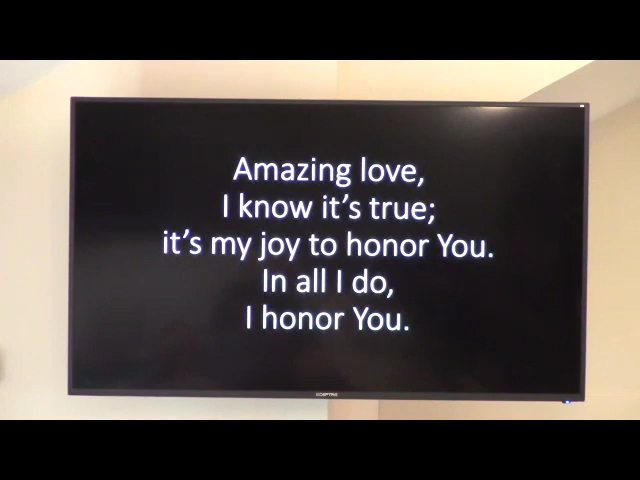 Amazing love,
I know it's true;
it's my joy to honor You.
In all I do,
I honor You.